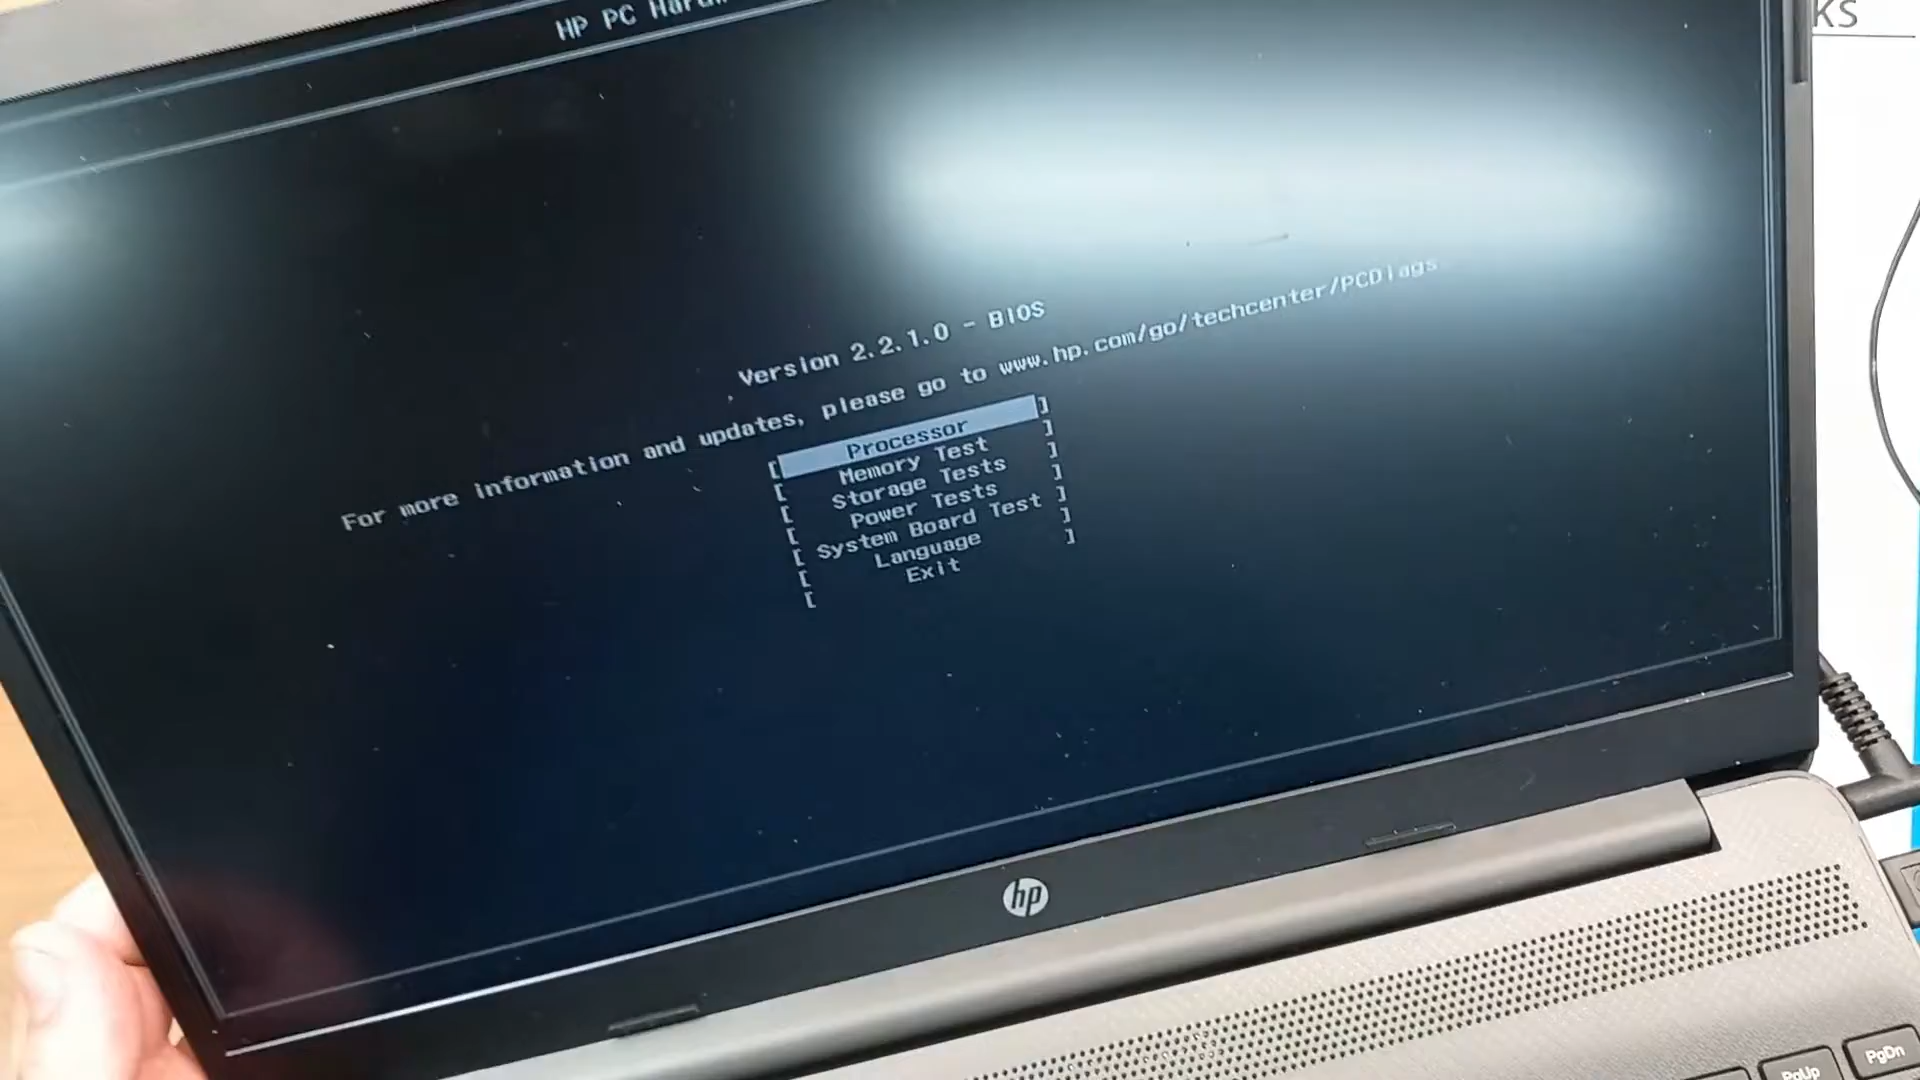 KS
HP PC
Version 2.2.1.0 - BIOS
For more information and updates, please go to www.hp.com/go/techcenter/PCDiags
[ Processor ]
[ Memory Test ]
[ Storage Tests ]
[ Power Tests ]
[ System Board Test ]
[ Language ]
[ Exit ]
hp
PgUp
PgDn